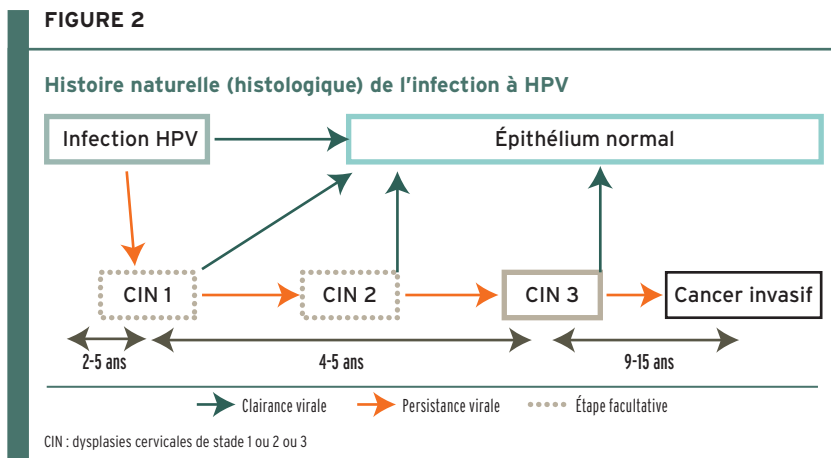 FIGURE 2
Histoire naturelle (histologique) de l'infection à HPV
Infection HPV
Épithélium normal
CIN 1
CIN 2
CIN 3
Cancer invasif
2-5 ans
4-5 ans
9-15 ans
Clairance virale
Persistance virale
Étape facultative
CIN : dysplasies cervicales de stade 1 ou 2 ou 3